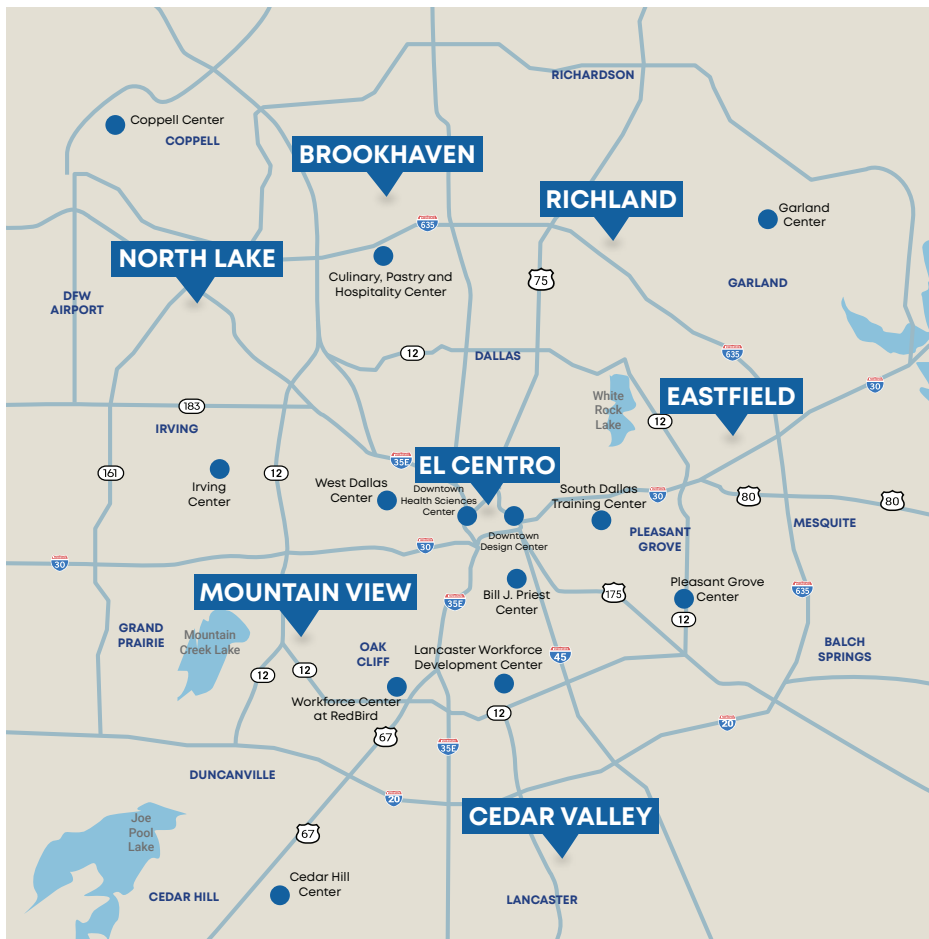 RICHARDSON
Coppell Center
COPPELL
BROOKHAVEN
RICHLAND
Garland
Center
635
NORTH LAKE
Culinary, Pastry and
Hospitality Center
75
GARLAND
DFW
AIRPORT
12
DALLAS
635
30
White
Rock
Lake
EASTFIELD
183
12
IRVING
35E
EL CENTRO
161
12
Irving
Center
West Dallas
Center
Downtown
Health Sciences
Center
South Dallas
Training Center
30
80
80
MESQUITE
Downtown
Design Center
PLEASANT
GROVE
30
30
MOUNTAIN VIEW
Bill J. Priest
Center
35E
175
Pleasant Grove
Center
635
12
GRAND
PRAIRIE
Mountain
Creek Lake
OAK
CLIFF
Lancaster Workforce
Development Center
45
BALCH
SPRINGS
12
12
Workforce Center
at RedBird
12
67
35E
20
DUNCANVILLE
20
CEDAR VALLEY
Joe
Pool
Lake
67
Cedar Hill
Center
CEDAR HILL
LANCASTER